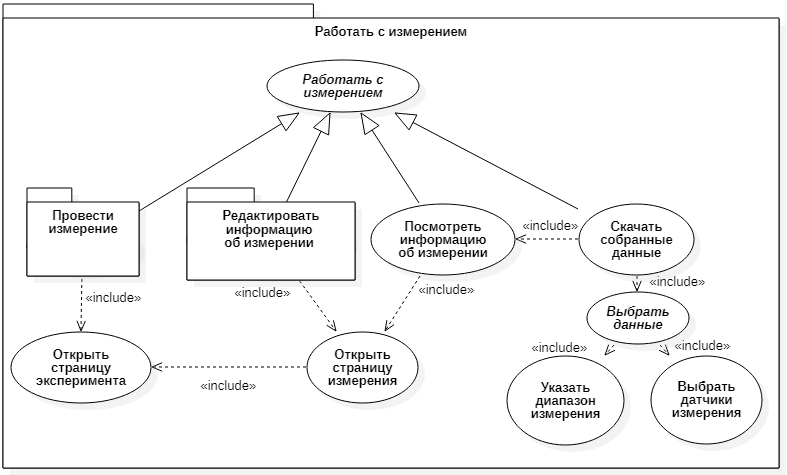 Работать с измерением
Работать с
измерением
Провести
измерение
Редактировать
информацию
об измерении
Посмотреть
информацию
об измерении
«include»
Скачать
собранные
данные
«include»
«include»
«include»
«include»
Выбрать
данные
«include»
«include»
Открыть
страницу
эксперимента
«include»
Открыть
страницу
измерения
Указать
диапазон
измерения
Выбрать
датчики
измерения